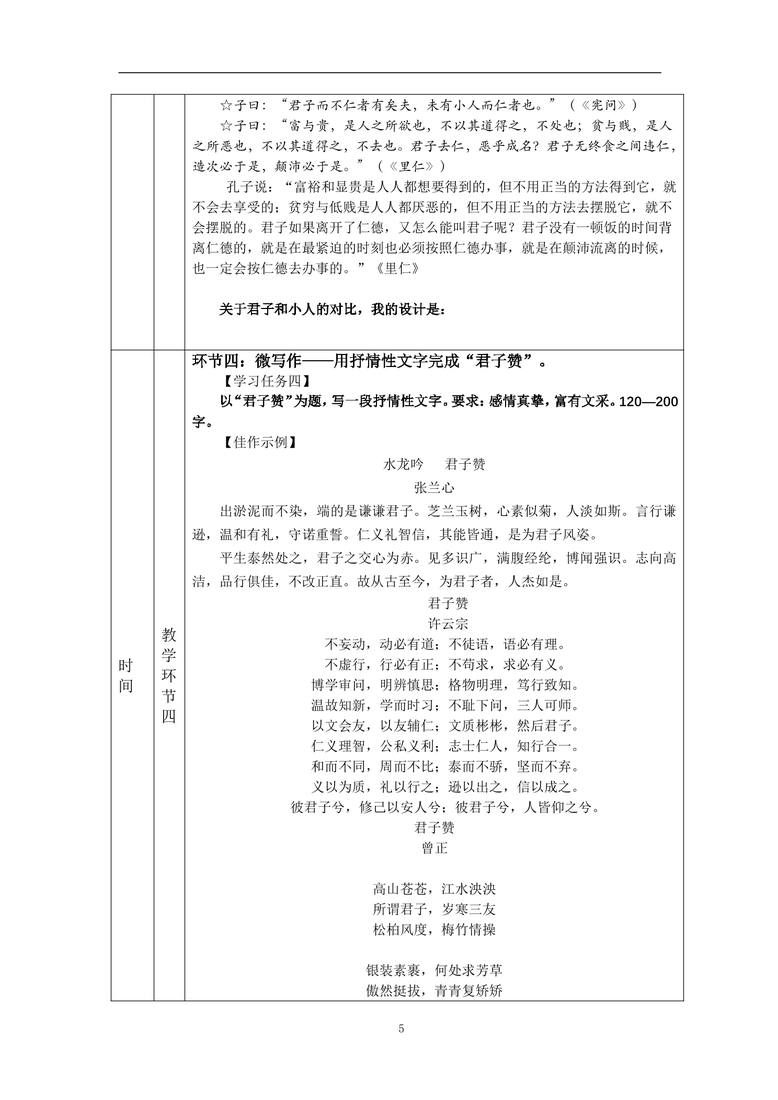 ☆子曰：“君子而不仁者有矣夫，未有小人而仁者也。”（《宪问》）
☆子曰：“富与贵，是人之所欲也，不以其道得之，不处也；贫与贱，是人
之所恶也，不以其道得之，不去也。君子去仁，恶乎成名？君子无终食之间违仁，
造次必于是，颠沛必于是。”（《里仁》）
孔子说：“富裕和显贵是人人都想要得到的，但不用正当的方法得到它，就
不会去享受的；贫穷与低贱是人人都厌恶的，但不用正当的方法去摆脱它，就不
会摆脱的。君子如果离开了仁德，又怎么能叫君子呢？君子没有一顿饭的时间背
离仁德的，就是在最紧迫的时刻也必须按照仁德办事，就是在颠沛流离的时候，
也一定会按仁德去办事的。”《里仁》
关于君子和小人的对比，我的设计是：
时间
教学环节四
环节四：微写作——用抒情性文字完成“君子赞”。
【学习任务四】
以“君子赞”为题，写一段抒情性文字。要求：感情真挚，富有文采。120—200
字。
【佳作示例】
水龙吟 君子赞
张兰心
出淤泥而不染，端的是谦谦君子。芝兰玉树，心素似菊，人淡如斯。言行谦
逊，温和有礼，守诺重誓。仁义礼智信，其能皆通，是为君子风姿。
平生泰然处之，君子之交心为赤。见多识广，满腹经纶，博闻强识。志向高
洁，品行俱佳，不改正直。故从古至今，为君子者，人杰如是。
君子赞
许云宗
不妄动，动必有道；不徒语，语必有理。
不虚行，行必有正；不苟求，求必有义。
博学审问，明辨慎思；格物明理，笃行致知。
温故知新，学而时习；不耻下问，三人可师。
以文会友，以友辅仁；文质彬彬，然后君子。
仁义理智，公私义利；志士仁人，知行合一。
和而不同，周而不比；泰而不骄，坚而不弃。
义以为质，礼以行之；逊以出之，信以成之。
彼君子兮，修己以安人兮；彼君子兮，人皆仰之兮。
君子赞
曾正
高山苍苍，江水泱泱
所谓君子，岁寒三友
松柏风度，梅竹情操
银装素裹，何处求芳草
傲然挺拔，青青复矫矫
5